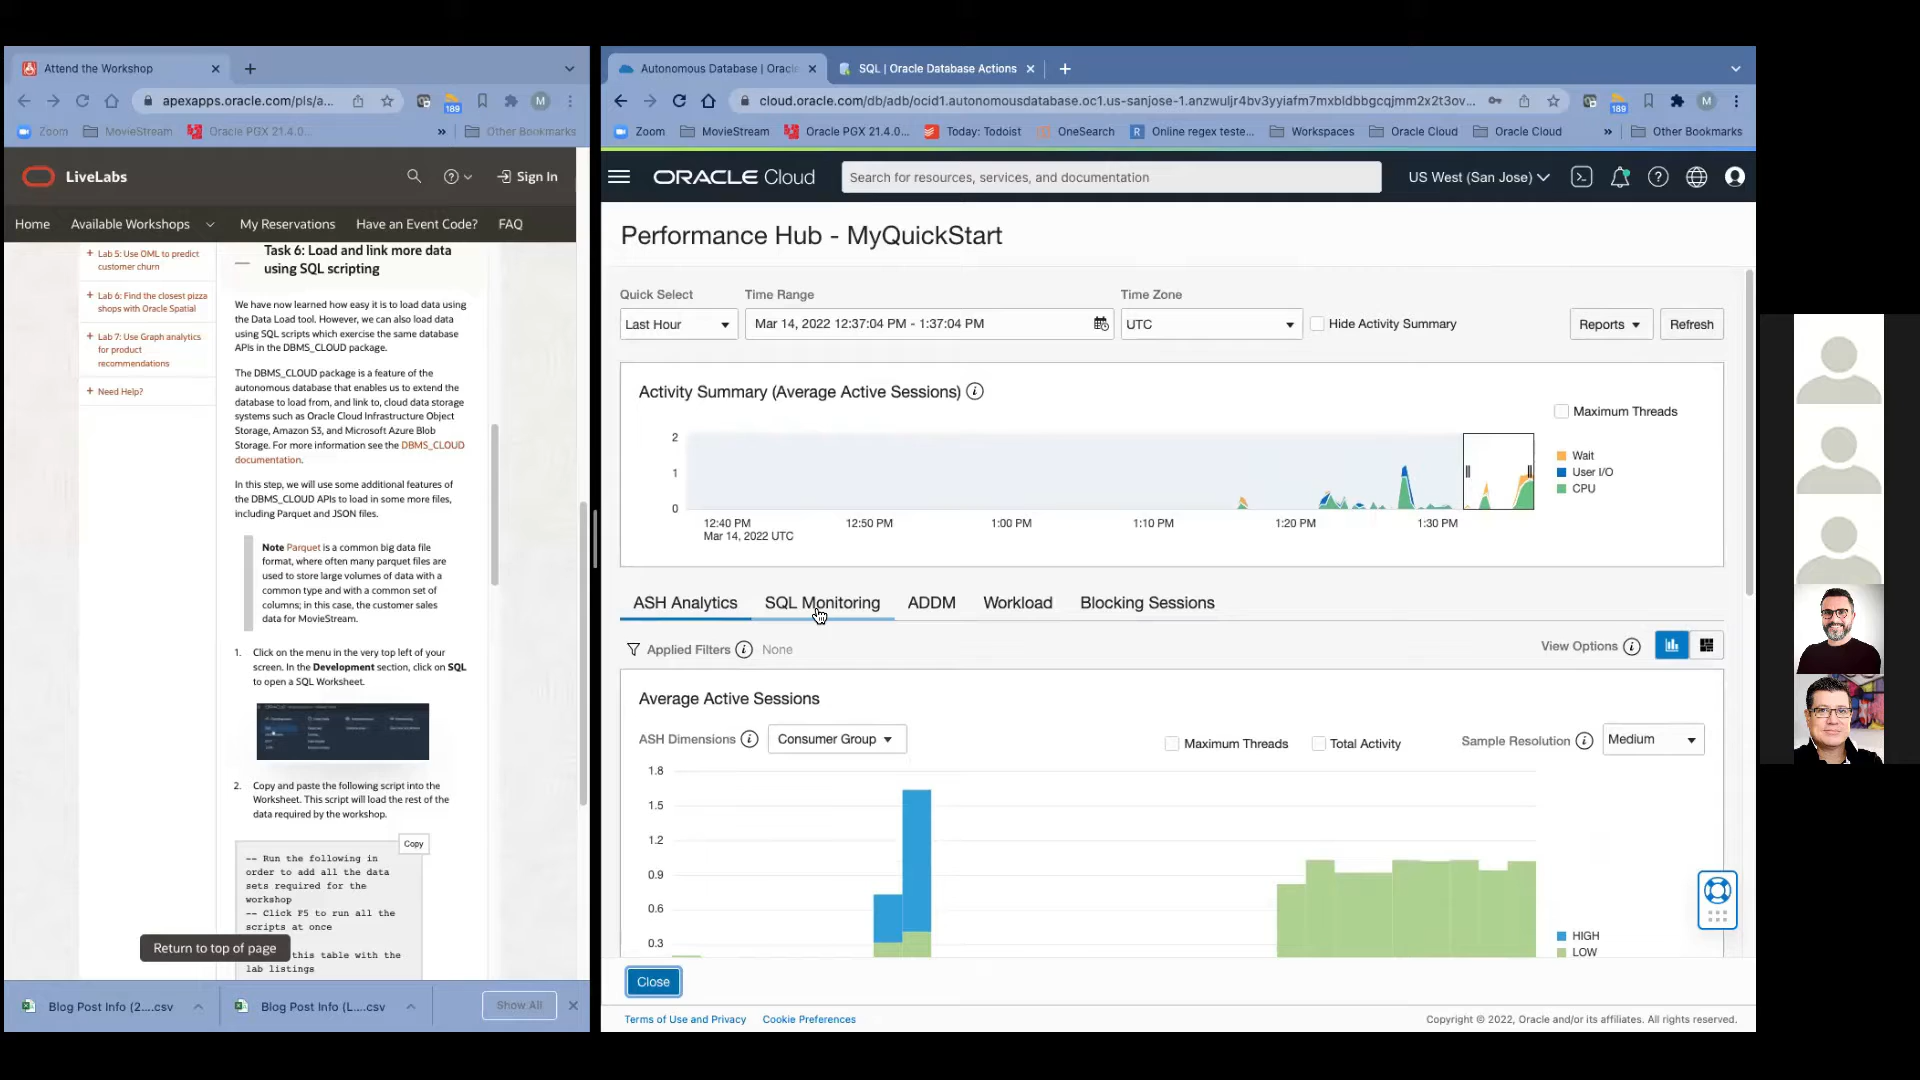 Attend the Workshop
apexapps.oracle.com/pls/a...
189
M
Zoom
MovieStream
Oracle PGX 21.4.0...
»
Other Bookmarks
LiveLabs
Sign In
Home
Available Workshops
My Reservations
Have an Event Code?
FAQ
+ Lab 5: Use OML to predict
customer churn
+ Lab 6: Find the closest pizza
shops with Oracle Spatial
+ Lab 7: Use Graph analytics
for product
recommendations
+ Need Help?
Task 6: Load and link more data
using SQL scripting
We have now learned how easy it is to load data using
the Data Load tool. However, we can also load data
using SQL scripts which exercise the same database
APIs in the DBMS_CLOUD package.
The DBMS_CLOUD package is a feature of the
autonomous database that enables us to extend the
database to load from, and link to, cloud data storage
systems such as Oracle Cloud Infrastructure Object
Storage, Amazon S3, and Microsoft Azure Blob
Storage. For more information see the DBMS_CLOUD
documentation.
In this step, we will use some additional features of
the DBMS_CLOUD APIs to load in some more files,
including Parquet and JSON files.
Note Parquet is a common big data file
format, where often many parquet files are
used to store large volumes of data with a
common type and with a common set of
columns; in this case, the customer sales
data for MovieStream.
1. Click on the menu in the very top left of your
screen. In the Development section, click on SQL
to open a SQL Worksheet.
2. Copy and paste the following script into the
Worksheet. This script will load the rest of the
data required by the workshop.
Copy
-- Run the following in
order to add all the data
sets required for the
workshop
-- Click F5 to run all the
scripts at once
this table with the
lab listings
Return to top of page
Blog Post Info (2....csv
Blog Post Info (L....csv
Show All
Autonomous Database | Oracle
SQL | Oracle Database Actions
cloud.oracle.com/db/adb/ocid1.autonomousdatabase.oc1.us-sanjose-1.anzwuljr4bv3yyiafm7mxbldbbgcqjmm2x2t3ov...
189
M
Zoom
MovieStream
Oracle PGX 21.4.0...
Today: Todoist
OneSearch
Online regex teste...
Workspaces
Oracle Cloud
Oracle Cloud
»
Other Bookmarks
ORACLE Cloud
Search for resources, services, and documentation
US West (San Jose)
Performance Hub - MyQuickStart
Quick Select
Time Range
Time Zone
Last Hour
Mar 14, 2022 12:37:04 PM - 1:37:04 PM
UTC
Hide Activity Summary
Reports
Refresh
Activity Summary (Average Active Sessions)
Maximum Threads
2
1
0
Wait
User I/O
CPU
12:40 PM
12:50 PM
1:00 PM
1:10 PM
1:20 PM
1:30 PM
Mar 14, 2022 UTC
ASH Analytics
SQL Monitoring
ADDM
Workload
Blocking Sessions
Applied Filters
None
View Options
Average Active Sessions
ASH Dimensions
Consumer Group
Maximum Threads
Total Activity
Sample Resolution
Medium
1.8
1.5
1.2
0.9
0.6
0.3
HIGH
LOW
Close
Terms of Use and Privacy
Cookie Preferences
Copyright © 2022, Oracle and/or its affiliates. All rights reserved.